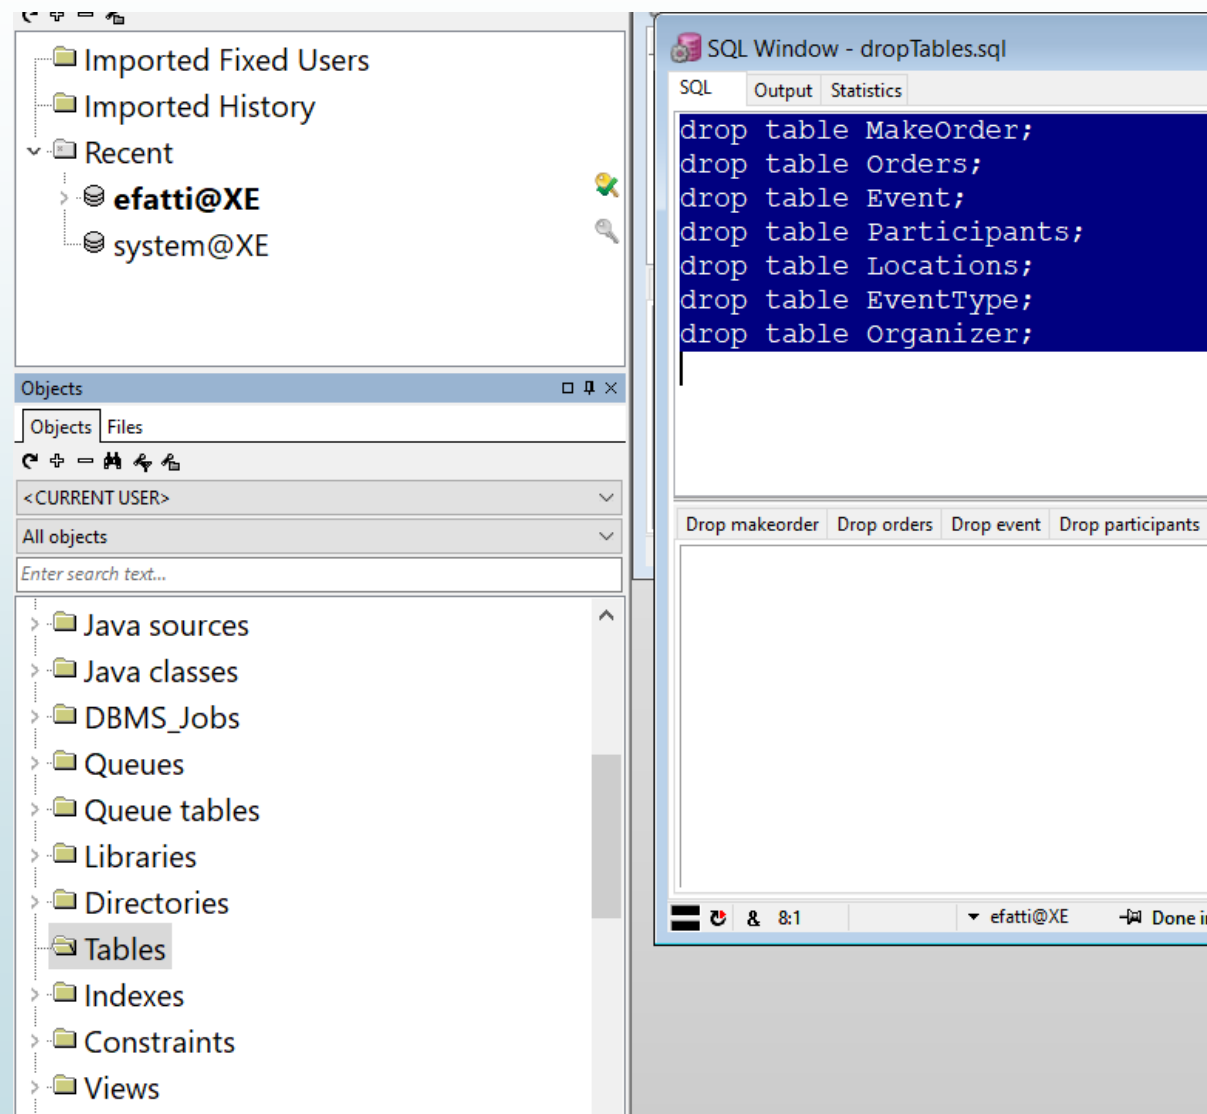 Imported Fixed Users
Imported History
Recent
efatti@XE
system@XE
Objects
Objects Files
<CURRENT USER>
All objects
Enter search text...
Java sources
Java classes
DBMS_Jobs
Queues
Queue tables
Libraries
Directories
Tables
Indexes
Constraints
Views
SQL Window - dropTables.sql
SQL Output Statistics
drop table MakeOrder;
drop table Orders;
drop table Event;
drop table Participants;
drop table Locations;
drop table EventType;
drop table Organizer;
Drop makeorder Drop orders Drop event Drop participants
& 8:1 efatti@XE Done in